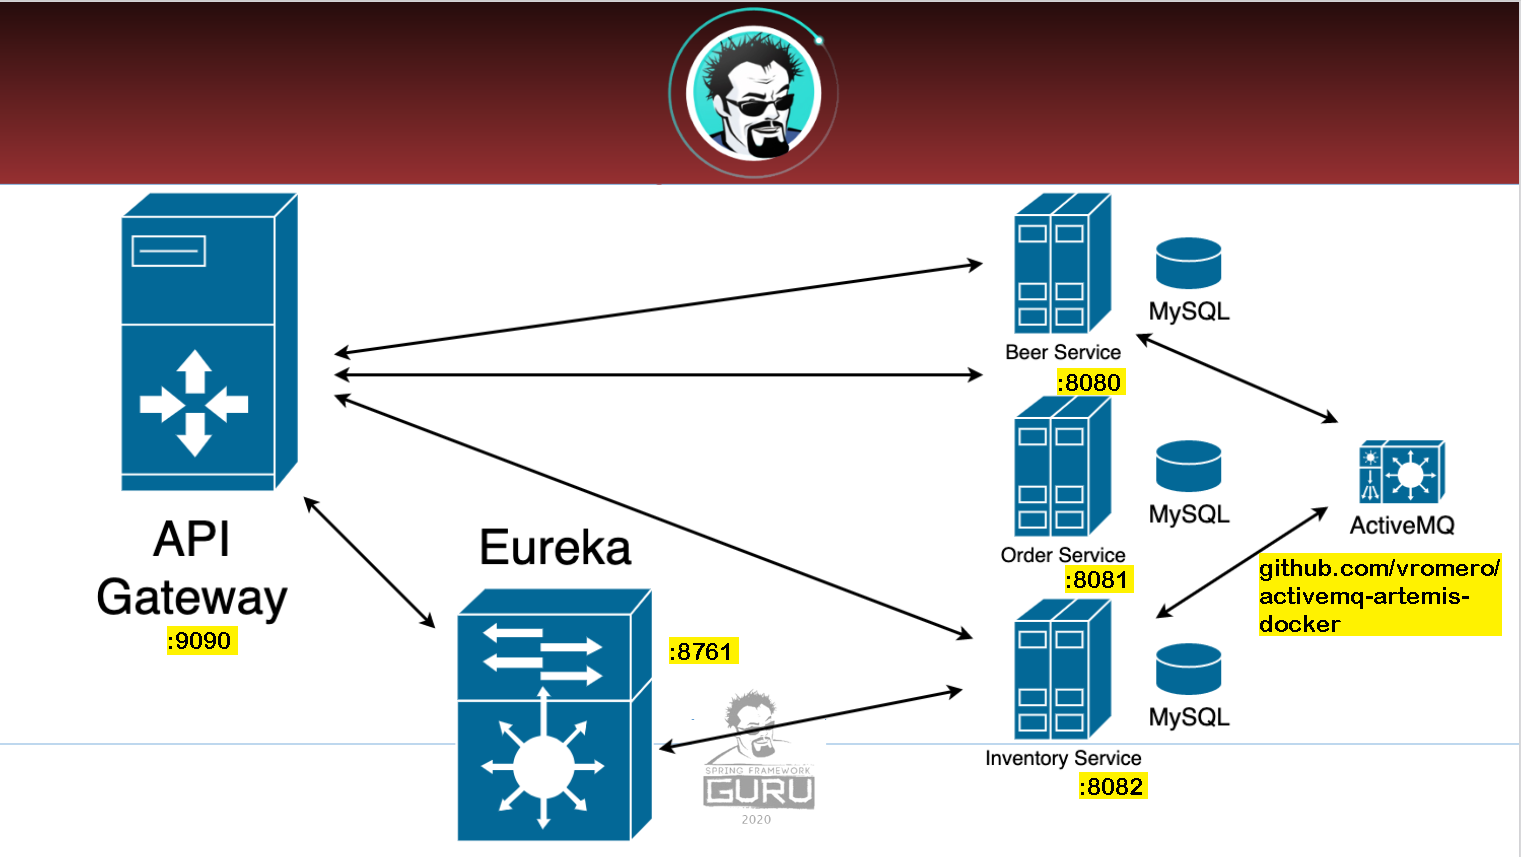 MySQL
Beer Service
:8080
MySQL
Order Service
:8081
MySQL
Inventory Service
:8082
ActiveMQ
github.com/vromero/
activemq-artemis-
docker
API
Gateway
:9090
Eureka
:8761
SPRING FRAMEWORK
GURU
2020